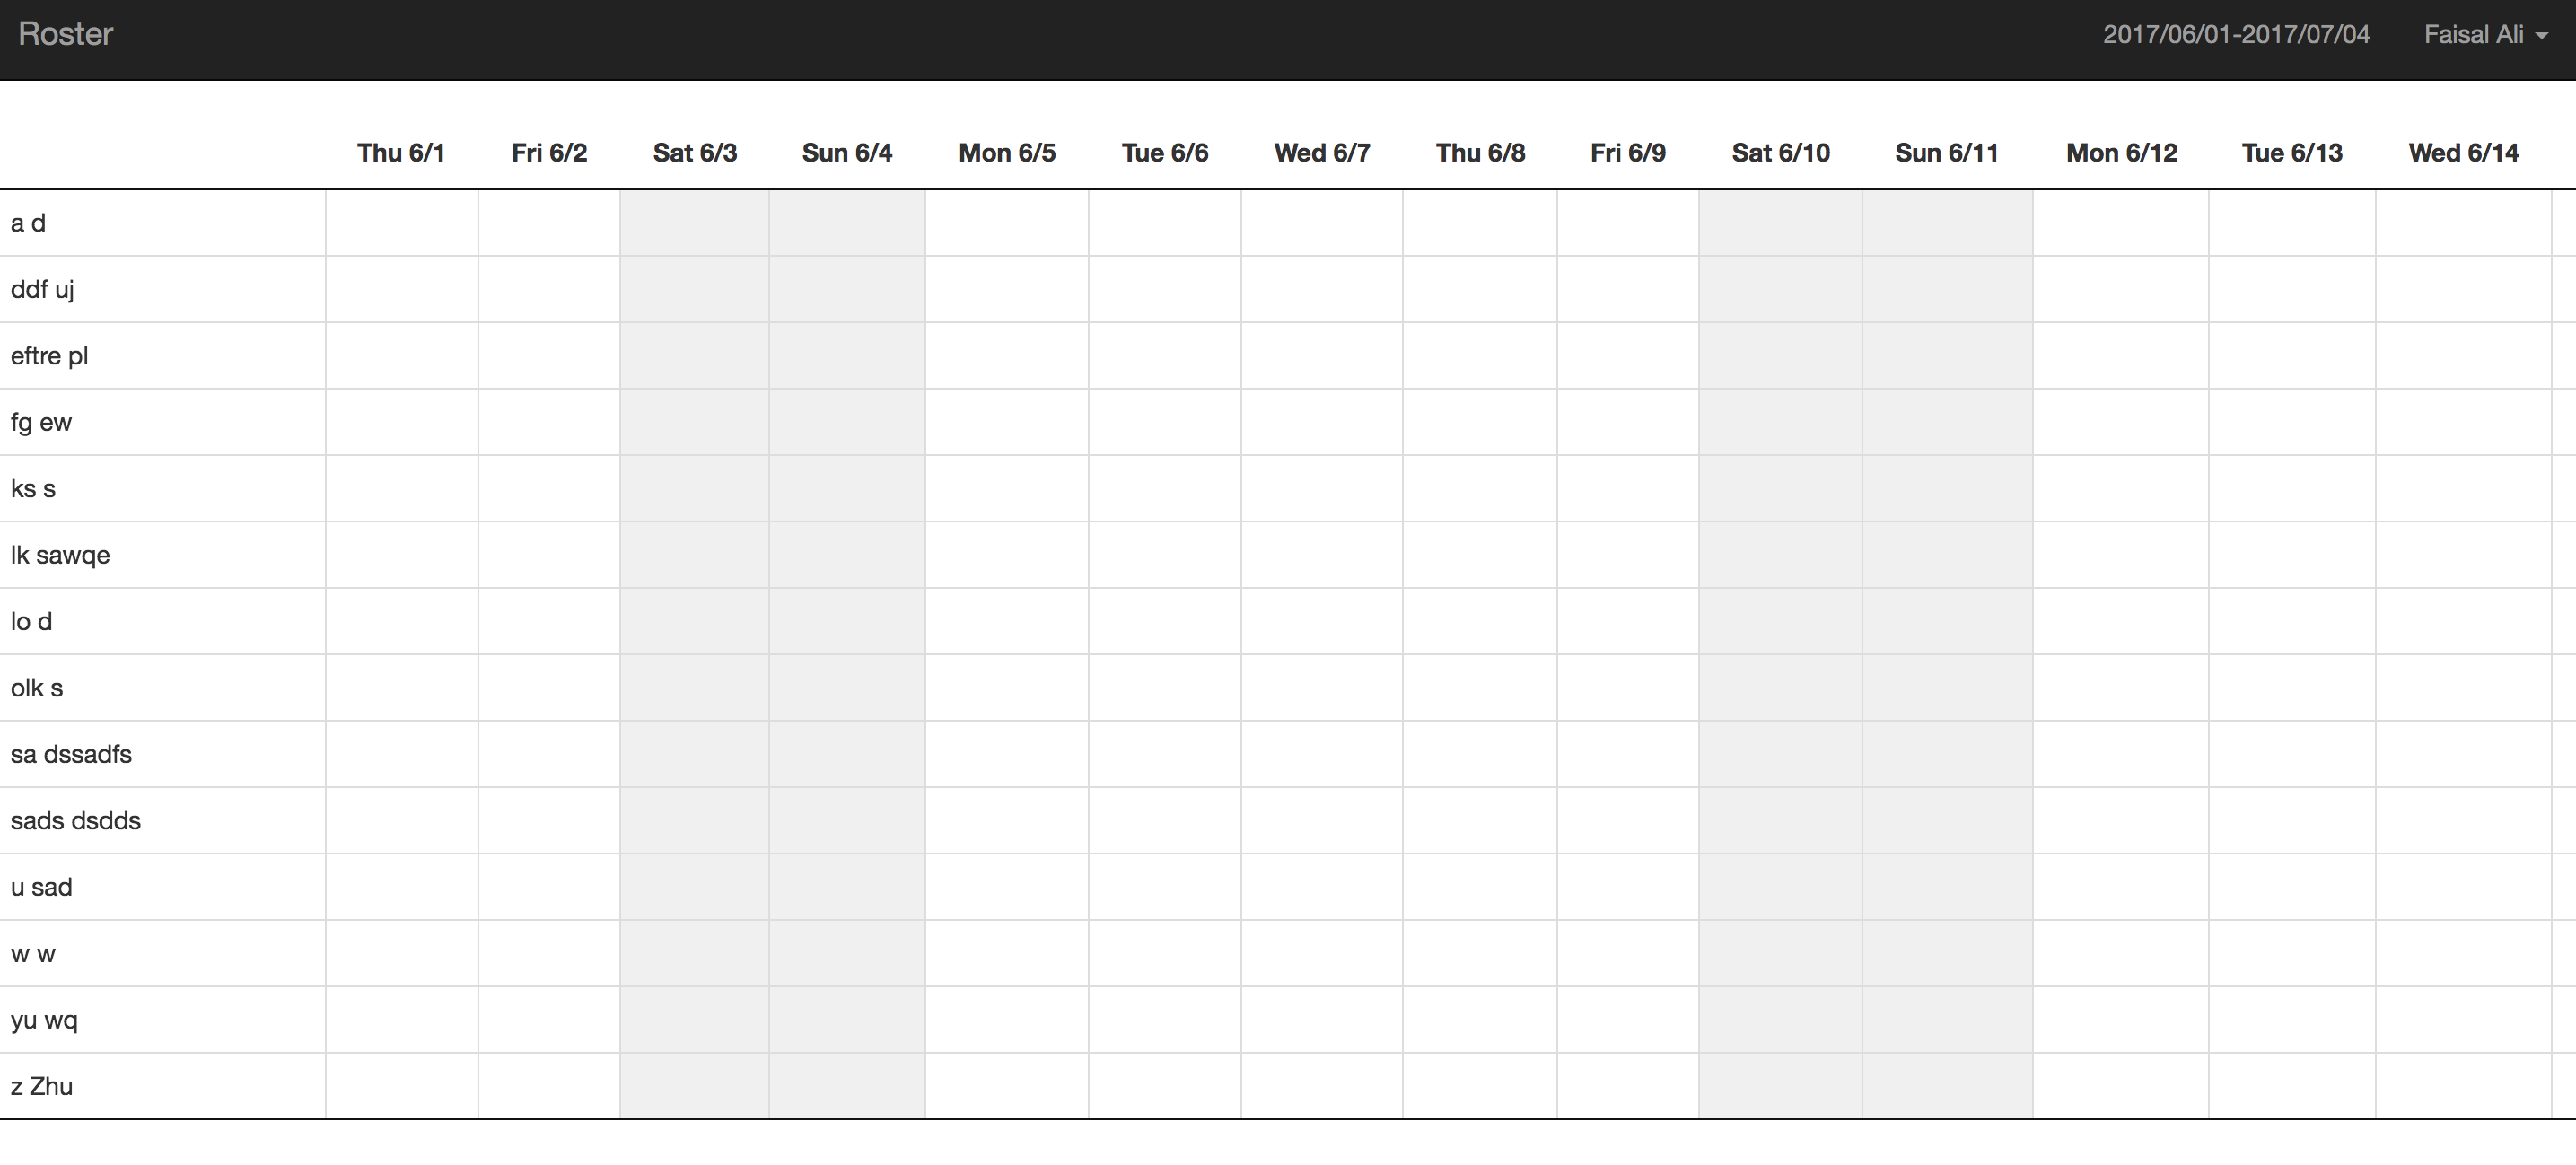 Roster 2017/06/01-2017/07/04 Faisal Ali
Thu 6/1 Fri 6/2 Sat 6/3 Sun 6/4 Mon 6/5 Tue 6/6 Wed 6/7 Thu 6/8 Fri 6/9 Sat 6/10 Sun 6/11 Mon 6/12 Tue 6/13 Wed 6/14
a d
ddf uj
eftre pl
fg ew
ks s
lk sawqe
lo d
olk s
sa dssadfs
sads dsdds
u sad
w w
yu wq
z Zhu